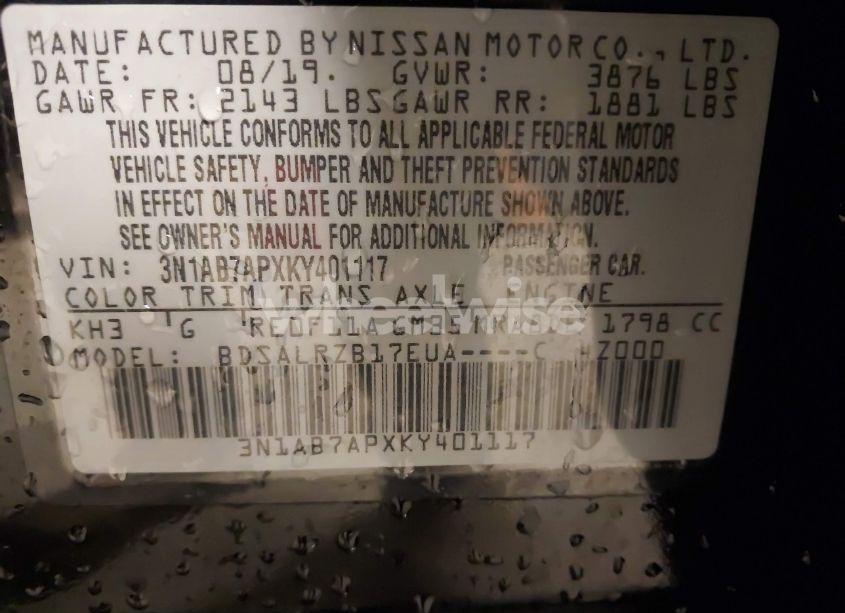 MANUFACTURED BY NISSAN MOTOR CO., LTD.
DATE: 08/19. GVWR: 3876 LBS
GAWR FR: 2143 LBS GAWR RR: 1881 LBS
THIS VEHICLE CONFORMS TO ALL APPLICABLE FEDERAL MOTOR
VEHICLE SAFETY, BUMPER AND THEFT PREVENTION STANDARDS
IN EFFECT ON THE DATE OF MANUFACTURE SHOWN ABOVE.
SEE OWNER'S MANUAL FOR ADDITIONAL INFORMATION.
VIN: 3N1AB7APXKY401117 PASSENGER CAR.
COLOR TRIM TRANS AXLE ENGINE
wheelwise
KH3 G RE0F11A GM35 1798 CC
MODEL: BDSALRZB17EUA----C
3N1AB7APXKY401117